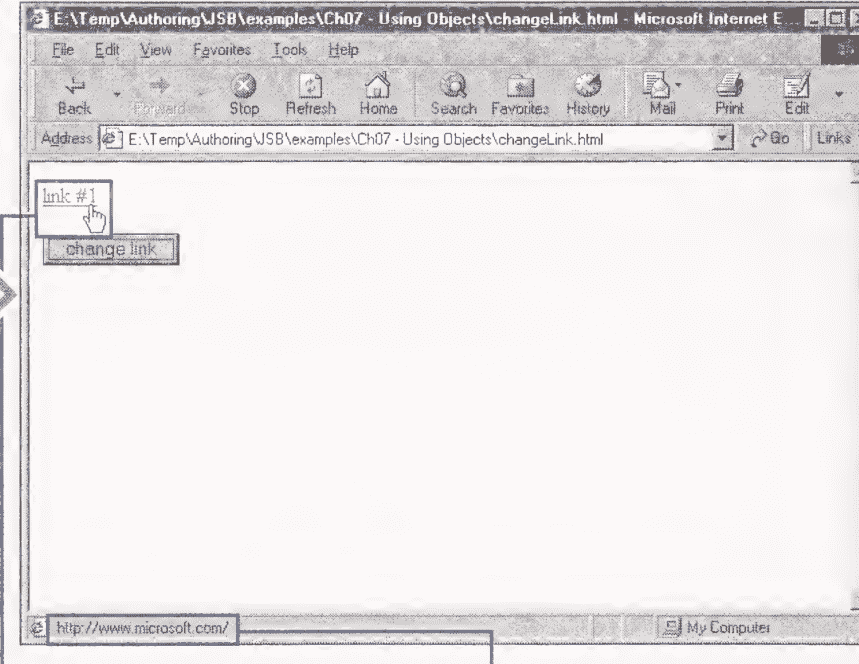 E:\Temp\Authoring\JSB\examples\Ch07 - Using Objects\changeLink.html - Microsoft Internet E...
File Edit View Favorites Tools Help
Back Forward Stop Refresh Home Search Favorites History Mail Print Edit
Address E:\Temp\Authoring\JSB\examples\Ch07 - Using Objects\changeLink.html Go Links
link #1
change link
http://www.microsoft.com/ My Computer